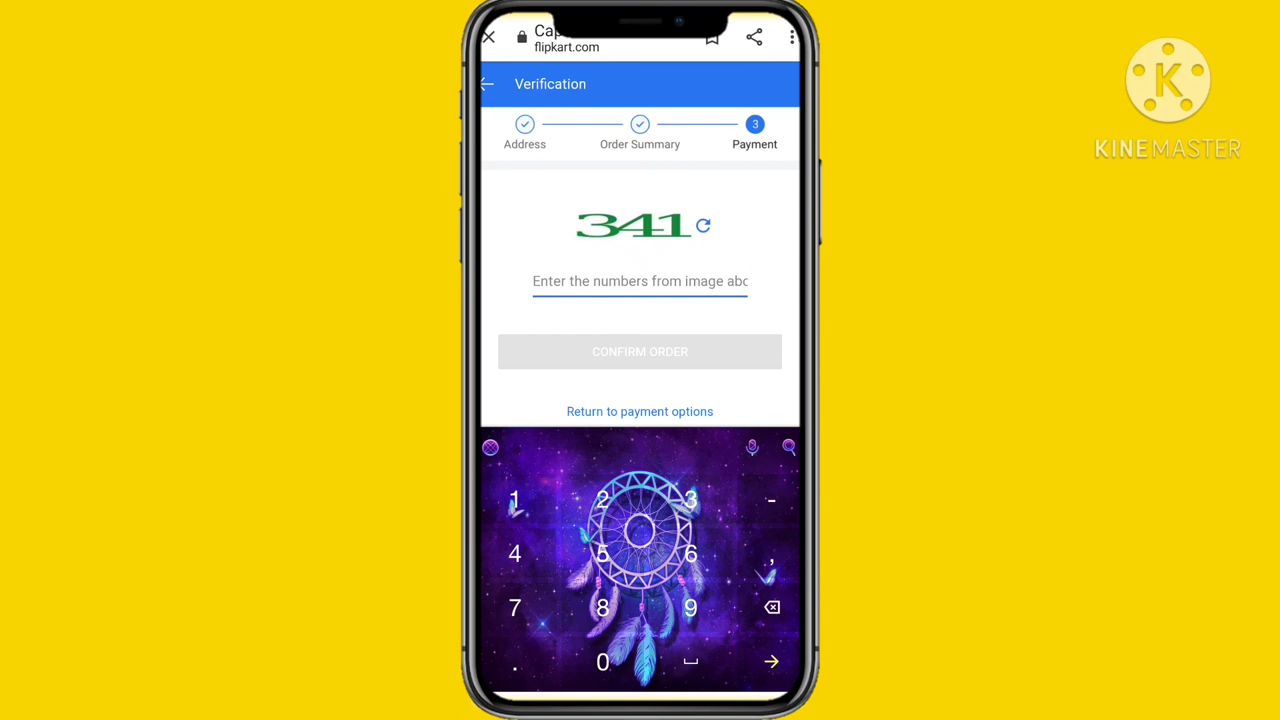 Cap
flipkart.com
Verification
3
Address
Order Summary
Payment
341
Enter the numbers from image abo
CONFIRM ORDER
Return to payment options
1 2 3 -
4 5 6 ,
7 8 9
. 0
K
KINEMASTER